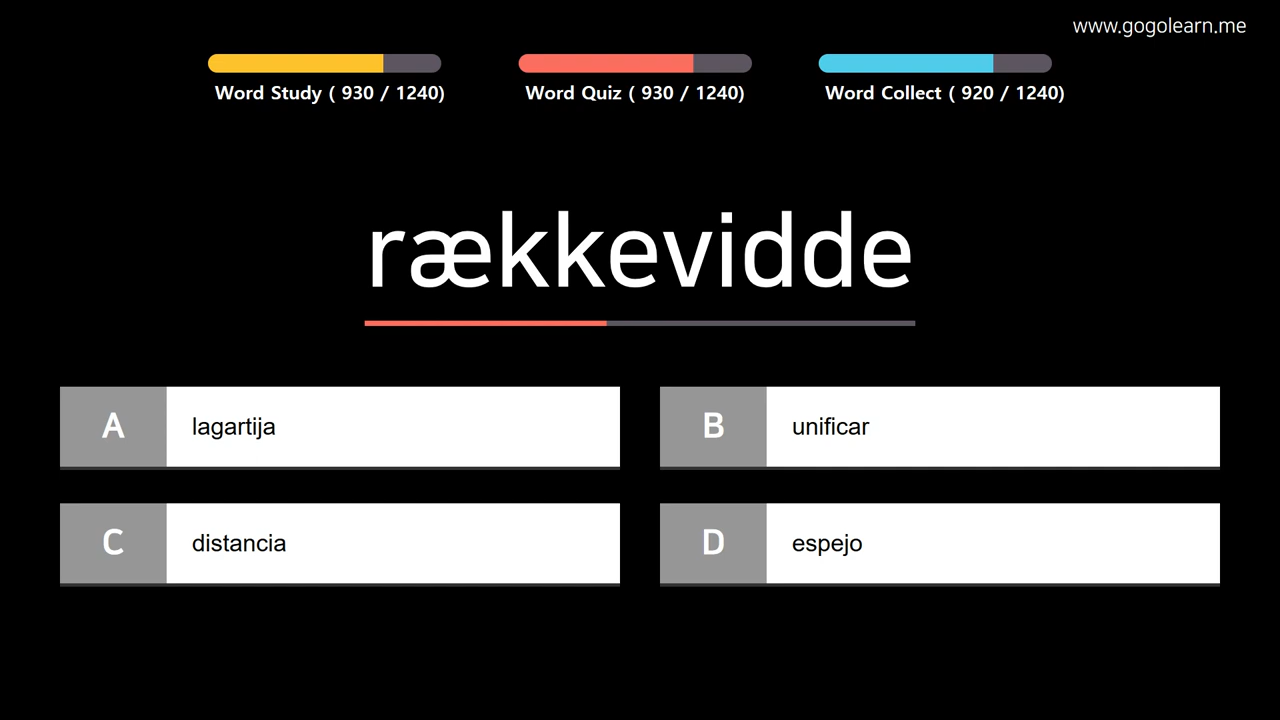 www.gogolearn.me
Word Study ( 930 / 1240)
Word Quiz ( 930 / 1240)
Word Collect ( 920 / 1240)
rækkevidde
A lagartija
B unificar
C distancia
D espejo